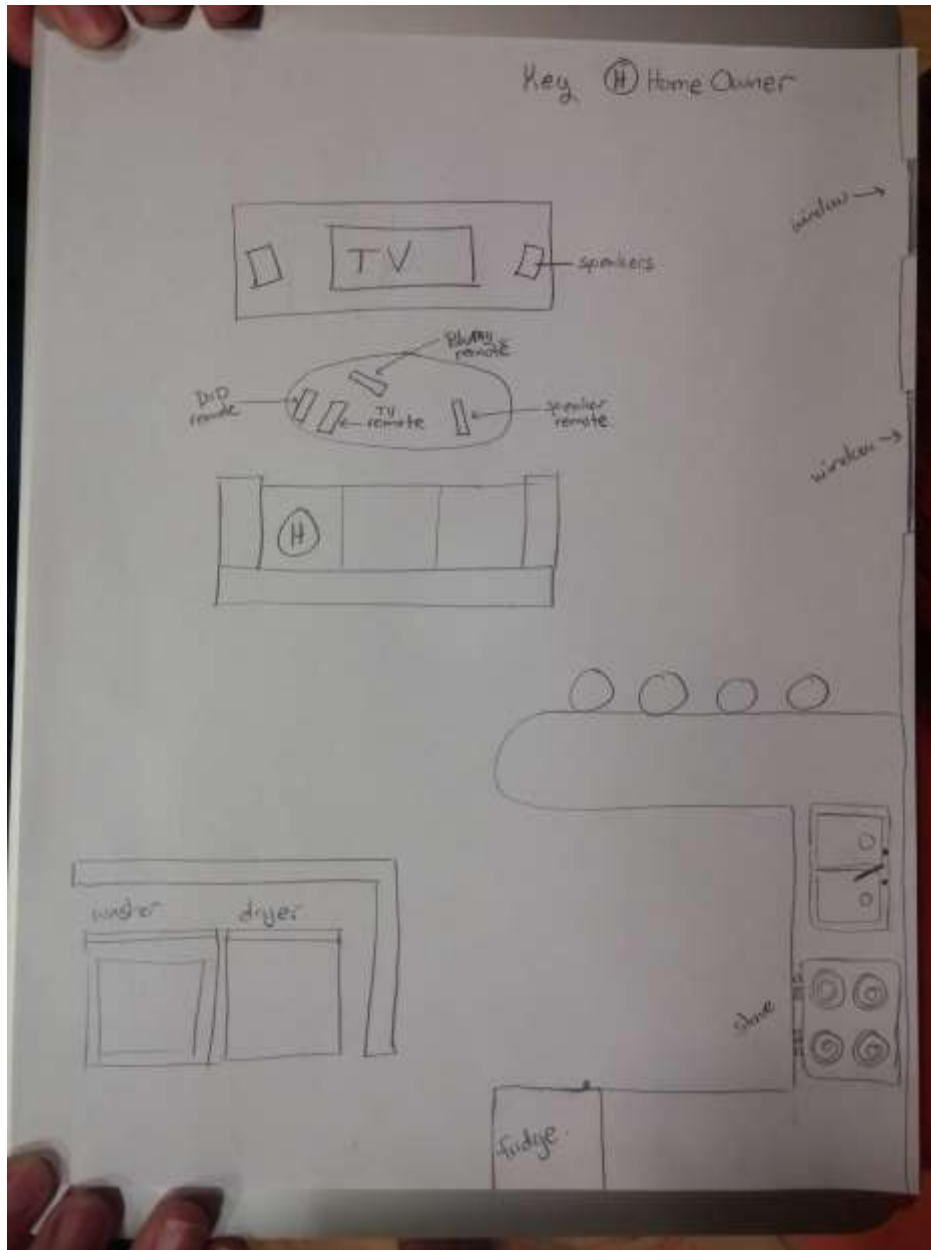 Key H Home Owner
window
TV
speakers
BluRay
remote
DVD
remote
TV
remote
speaker
remote
window
H
washer
dryer
stove
fridge